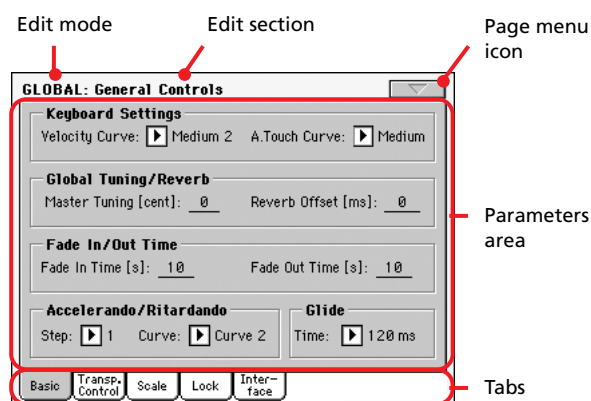 Edit mode
Edit section
Page menu
icon
GLOBAL: General Controls
Keyboard Settings
Velocity Curve: Medium 2 A.Touch Curve: Medium
Global Tuning/Reverb
Master Tuning [cent]: 0 Reverb Offset [ms]: 0
Parameters
area
Fade In/Out Time
Fade In Time [s]: 10 Fade Out Time [s]: 10
Accelerando/Ritardando
Glide
Step: 1 Curve: Curve 2 Time: 120 ms
Basic
Transp.
Control
Scale
Lock
Inter-
face
Tabs